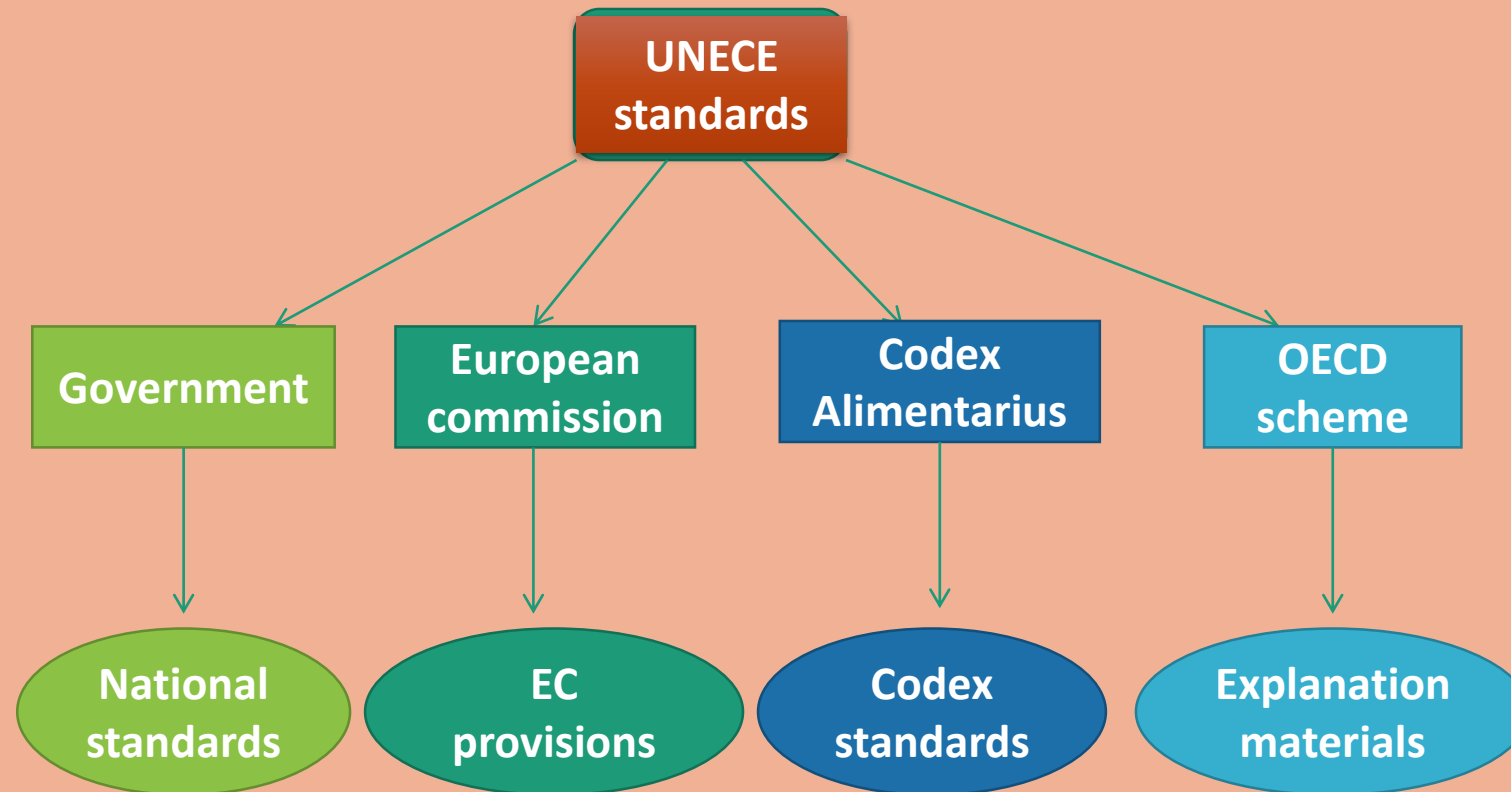 UNECE
standards
Government
European
commission
Codex
Alimentarius
OECD
scheme
National
standards
EC
provisions
Codex
standards
Explanation
materials